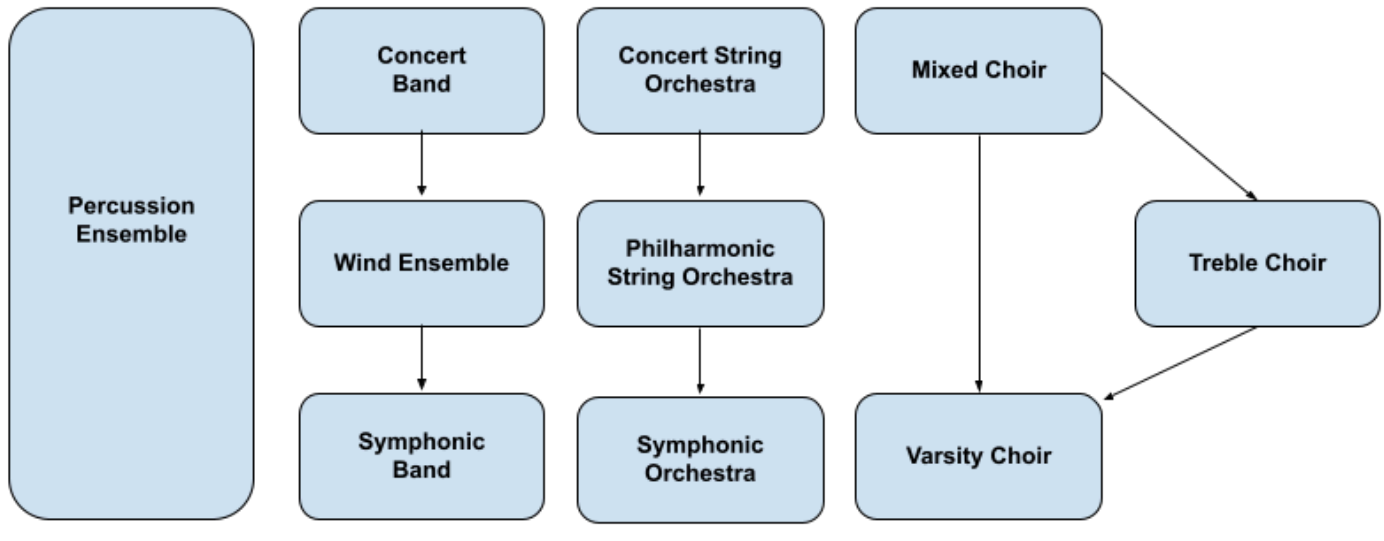 Percussion
Ensemble
Concert
Band
Concert String
Orchestra
Mixed Choir
Wind Ensemble
Philharmonic
String Orchestra
Treble Choir
Symphonic
Band
Symphonic
Orchestra
Varsity Choir